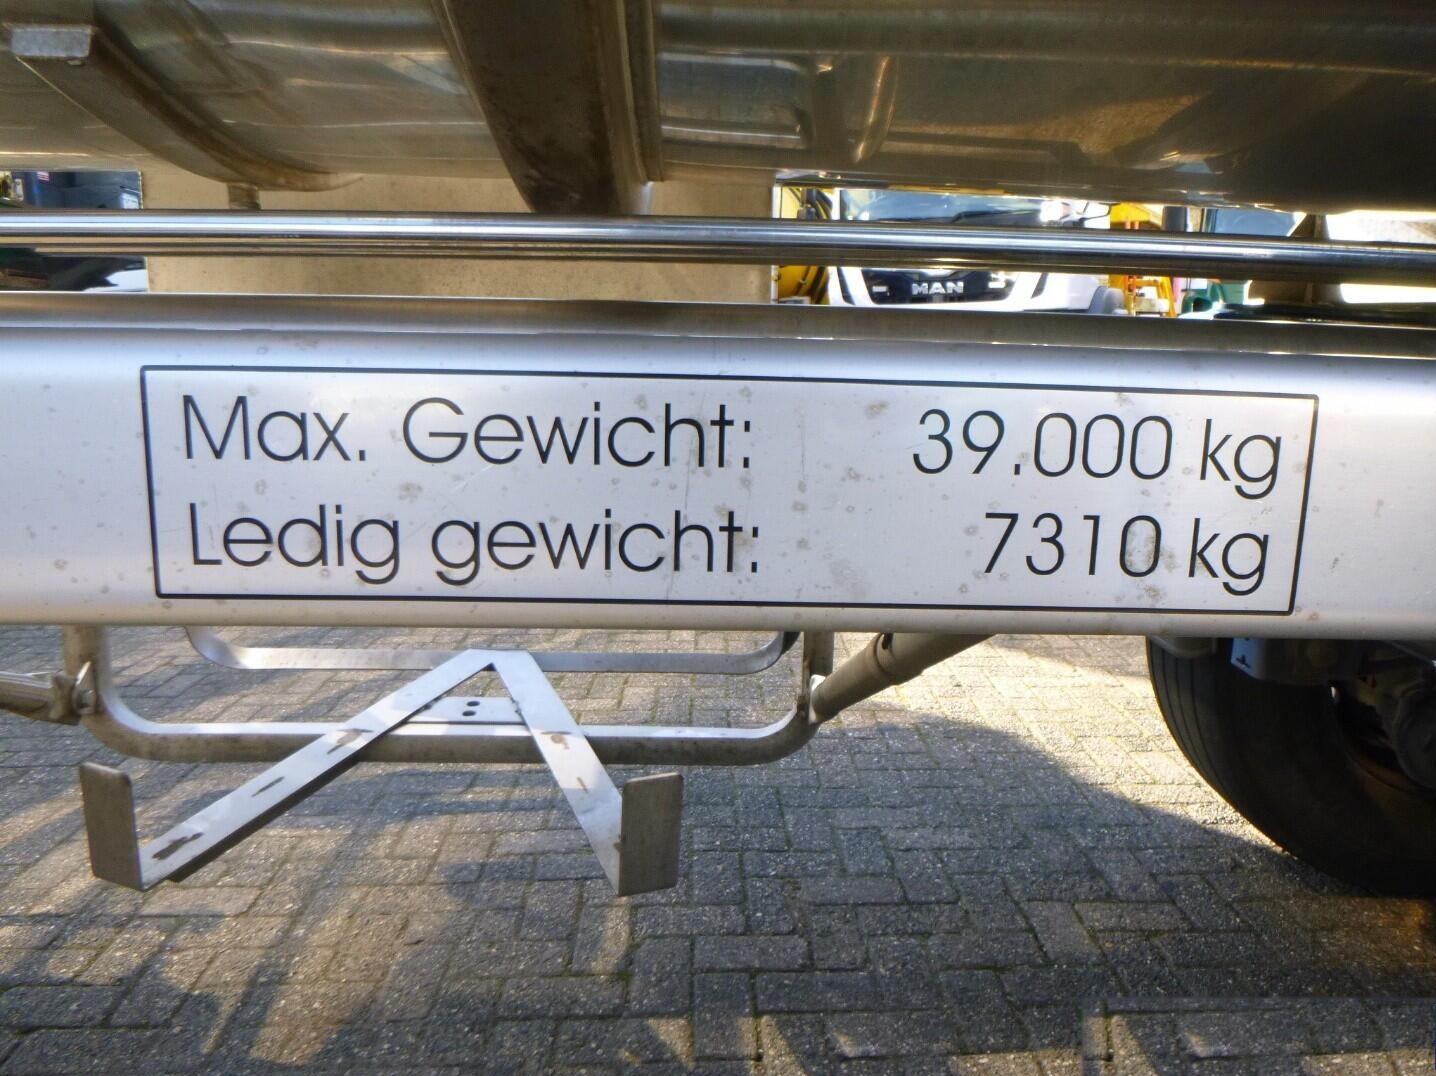 MAN
Max. Gewicht: 39.000 kg
Ledig gewicht: 7310 kg